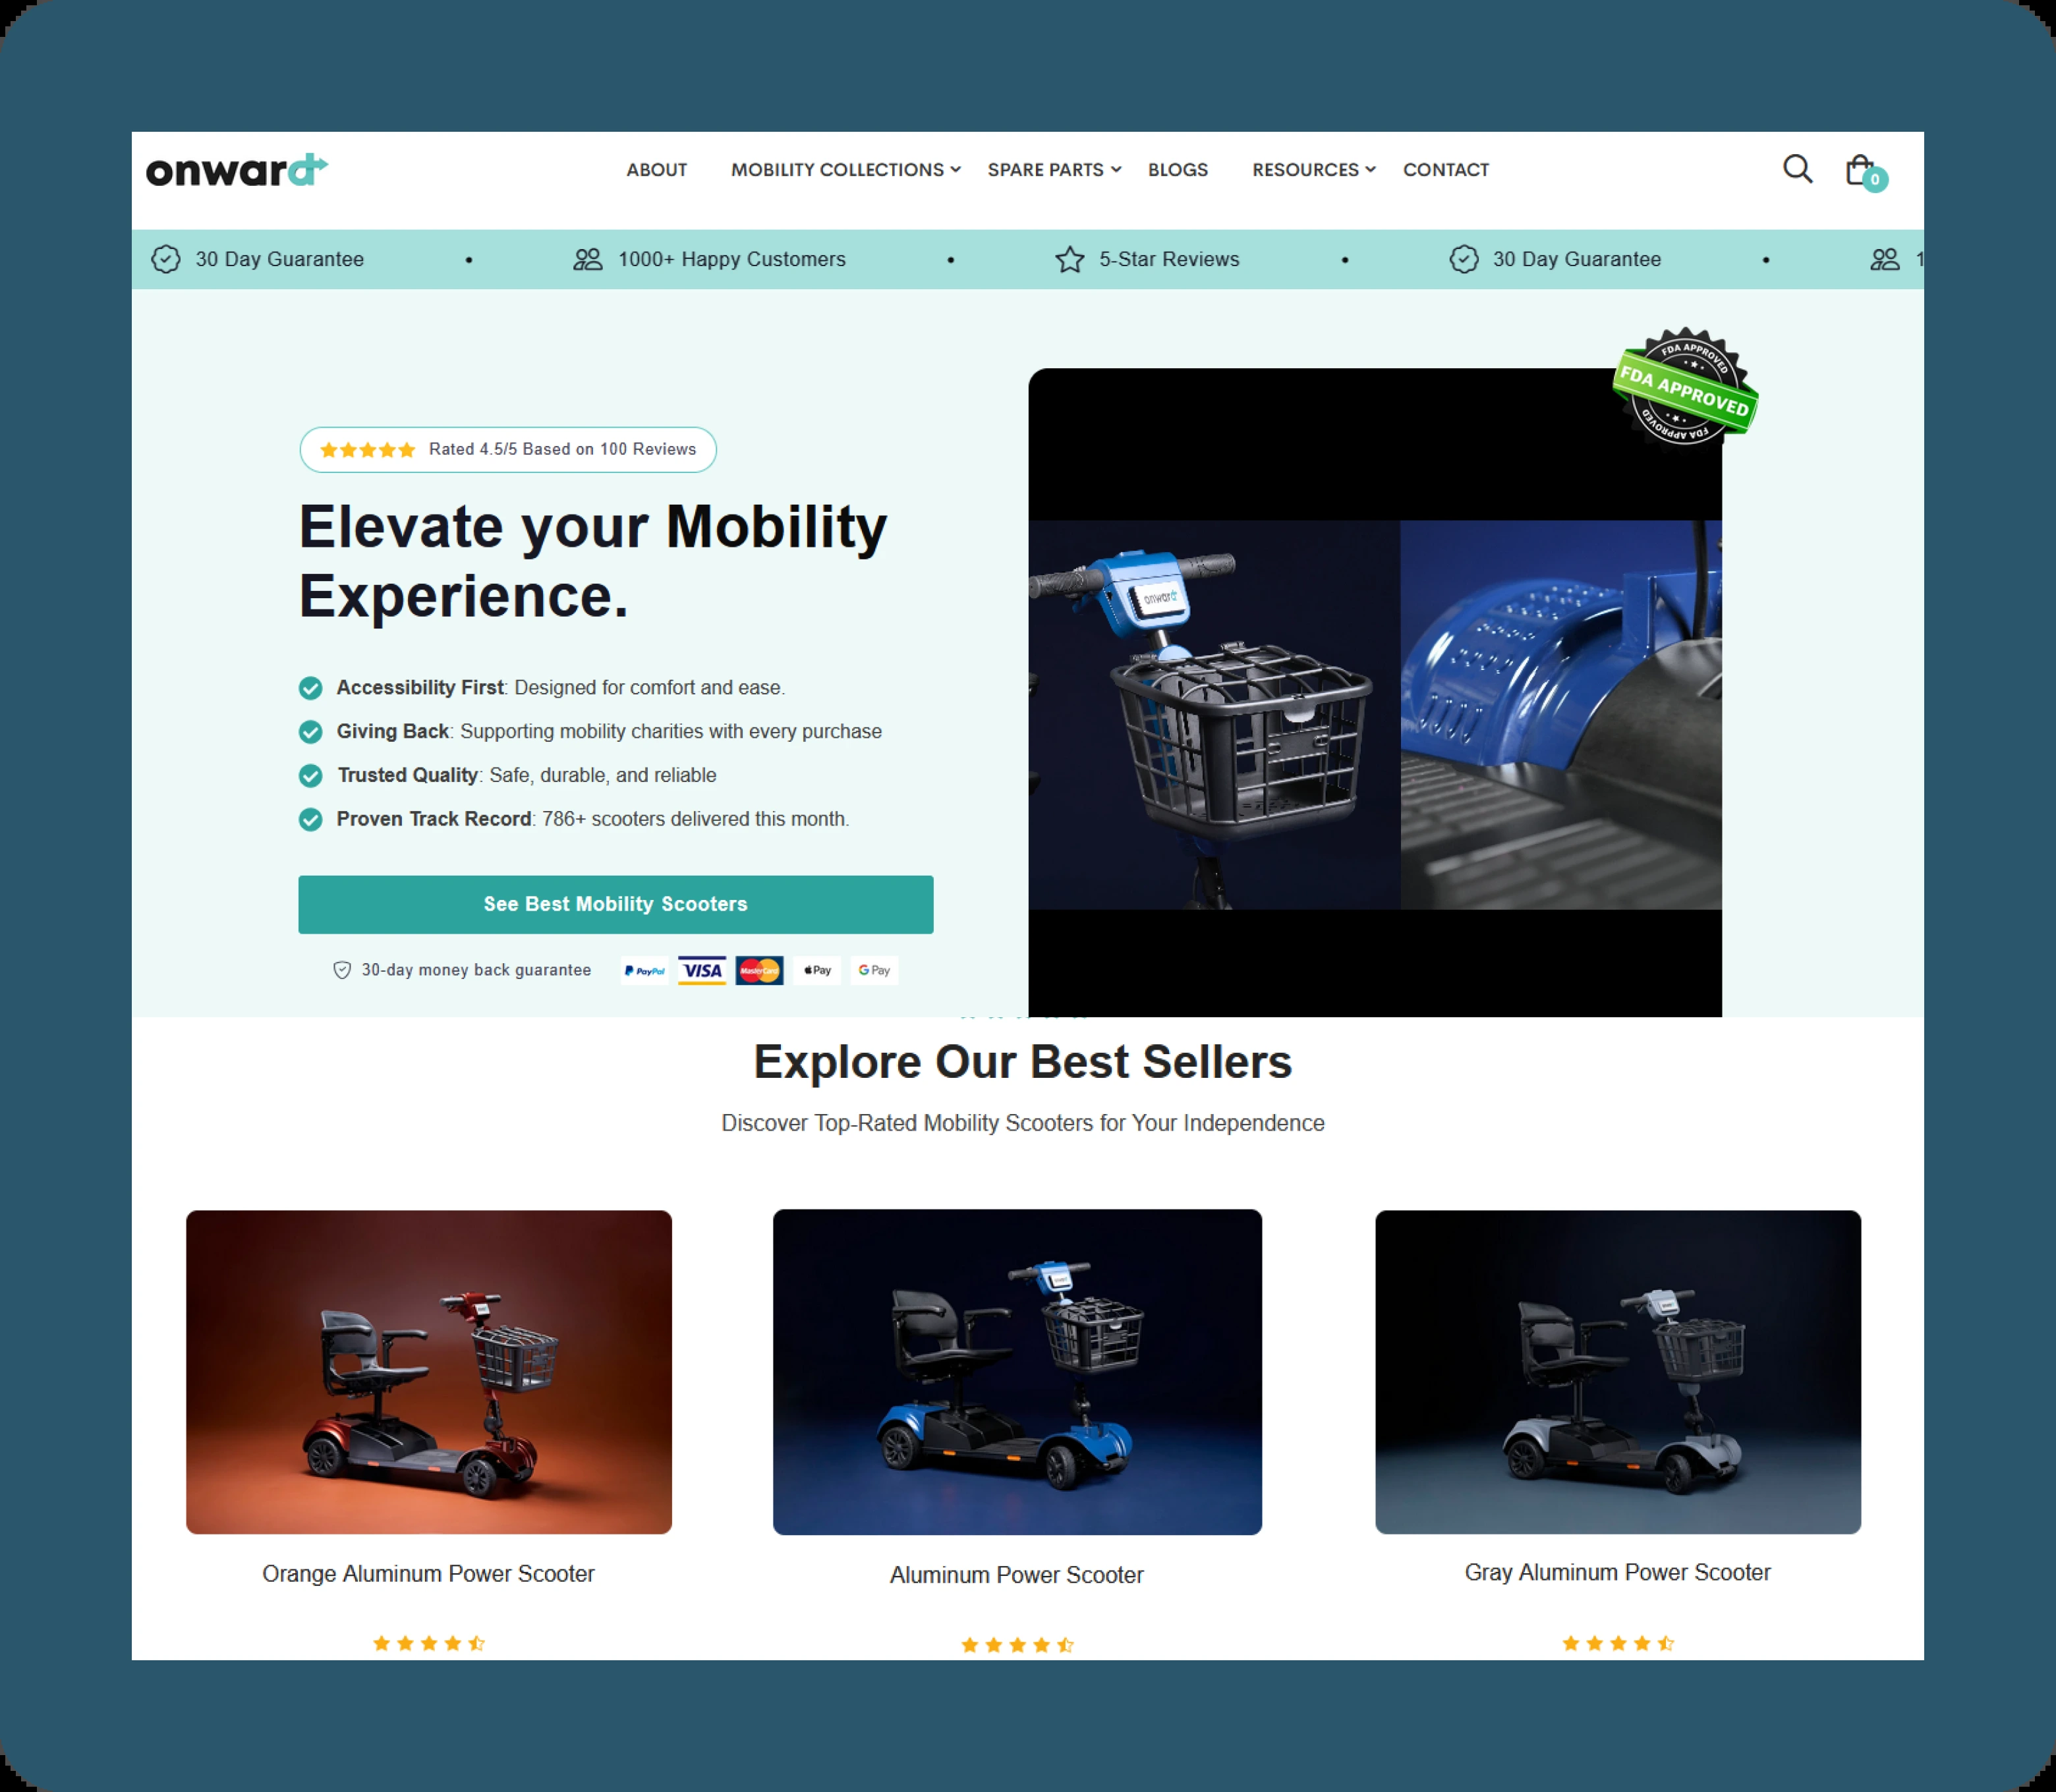 onward
ABOUT
MOBILITY COLLECTIONS
SPARE PARTS
BLOGS
RESOURCES
CONTACT
0
30 Day Guarantee • 1000+ Happy Customers • 5-Star Reviews • 30 Day Guarantee • 1
FDA APPROVED
FDA APPROVED
FDA APPROVED
Rated 4.5/5 Based on 100 Reviews
Elevate your Mobility
Experience.
onward
Accessibility First: Designed for comfort and ease.
Giving Back: Supporting mobility charities with every purchase
Trusted Quality: Safe, durable, and reliable
Proven Track Record: 786+ scooters delivered this month.
See Best Mobility Scooters
30-day money back guarantee
PayPal
VISA
MasterCard
Pay
G Pay
Explore Our Best Sellers
Discover Top-Rated Mobility Scooters for Your Independence
Orange Aluminum Power Scooter
Aluminum Power Scooter
Gray Aluminum Power Scooter